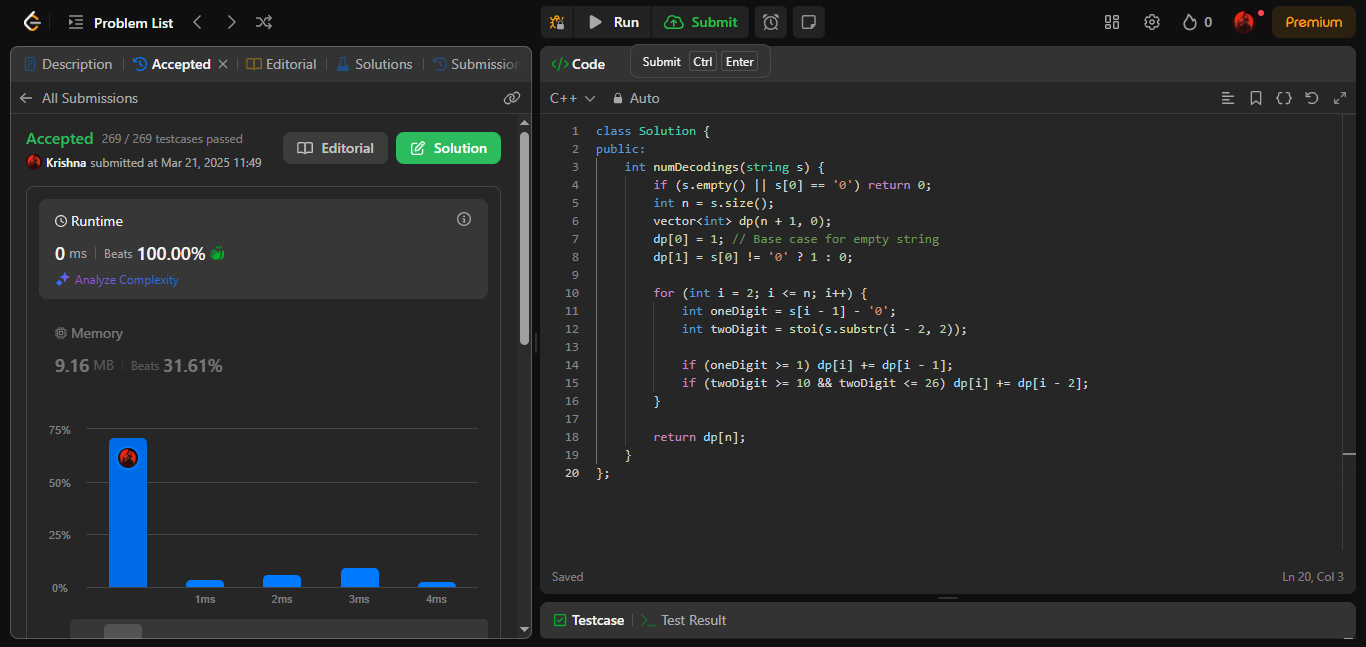 Problem List
Run
Submit
0
Premium
Description
Accepted
Editorial
Solutions
Submission
Code
Submit Ctrl Enter
All Submissions
C++
Auto
Accepted 269 / 269 testcases passed
Krishna submitted at Mar 21, 2025 11:49
Editorial
Solution
Runtime
0 ms Beats 100.00%
Analyze Complexity
Memory
9.16 MB Beats 31.61%
75%
50%
25%
0%
1ms 2ms 3ms 4ms
1 class Solution {
2 public:
3     int numDecodings(string s) {
4         if (s.empty() || s[0] == '0') return 0;
5         int n = s.size();
6         vector<int> dp(n + 1, 0);
7         dp[0] = 1; // Base case for empty string
8         dp[1] = s[0] != '0' ? 1 : 0;
9
10         for (int i = 2; i <= n; i++) {
11             int oneDigit = s[i - 1] - '0';
12             int twoDigit = stoi(s.substr(i - 2, 2));
13
14             if (oneDigit >= 1) dp[i] += dp[i - 1];
15             if (twoDigit >= 10 && twoDigit <= 26) dp[i] += dp[i - 2];
16         }
17
18         return dp[n];
19     }
20 };
Saved
Ln 20, Col 3
Testcase
Test Result